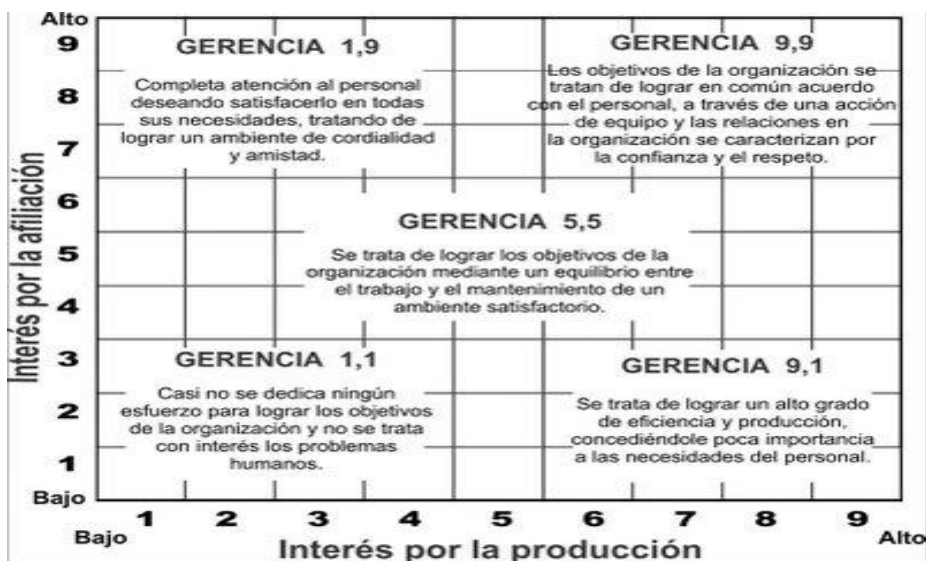 Alto
9
8
7
6
5
4
3
2
1
Bajo
Interés por la afiliación
GERENCIA 1,9
Completa atención al personal
deseando satisfacerlo en todas
sus necesidades, tratando de
lograr un ambiente de cordialidad
y amistad.
GERENCIA 9,9
Los objetivos de la organización se
tratan de lograr en común acuerdo
con el personal, a través de una acción
de equipo y las relaciones en
la organización se caracterizan por
la confianza y el respeto.
GERENCIA 5,5
Se trata de lograr los objetivos de la
organización mediante un equilibrio entre
el trabajo y el mantenimiento de un
ambiente satisfactorio.
GERENCIA 1,1
Casi no se dedica ningún
esfuerzo para lograr los objetivos
de la organización y no se trata
con interés los problemas
humanos.
GERENCIA 9,1
Se trata de lograr un alto grado
de eficiencia y producción,
concediéndole poca importancia
a las necesidades del personal.
1 2 3 4 5 6 7 8 9
Bajo
Alto
Interés por la producción